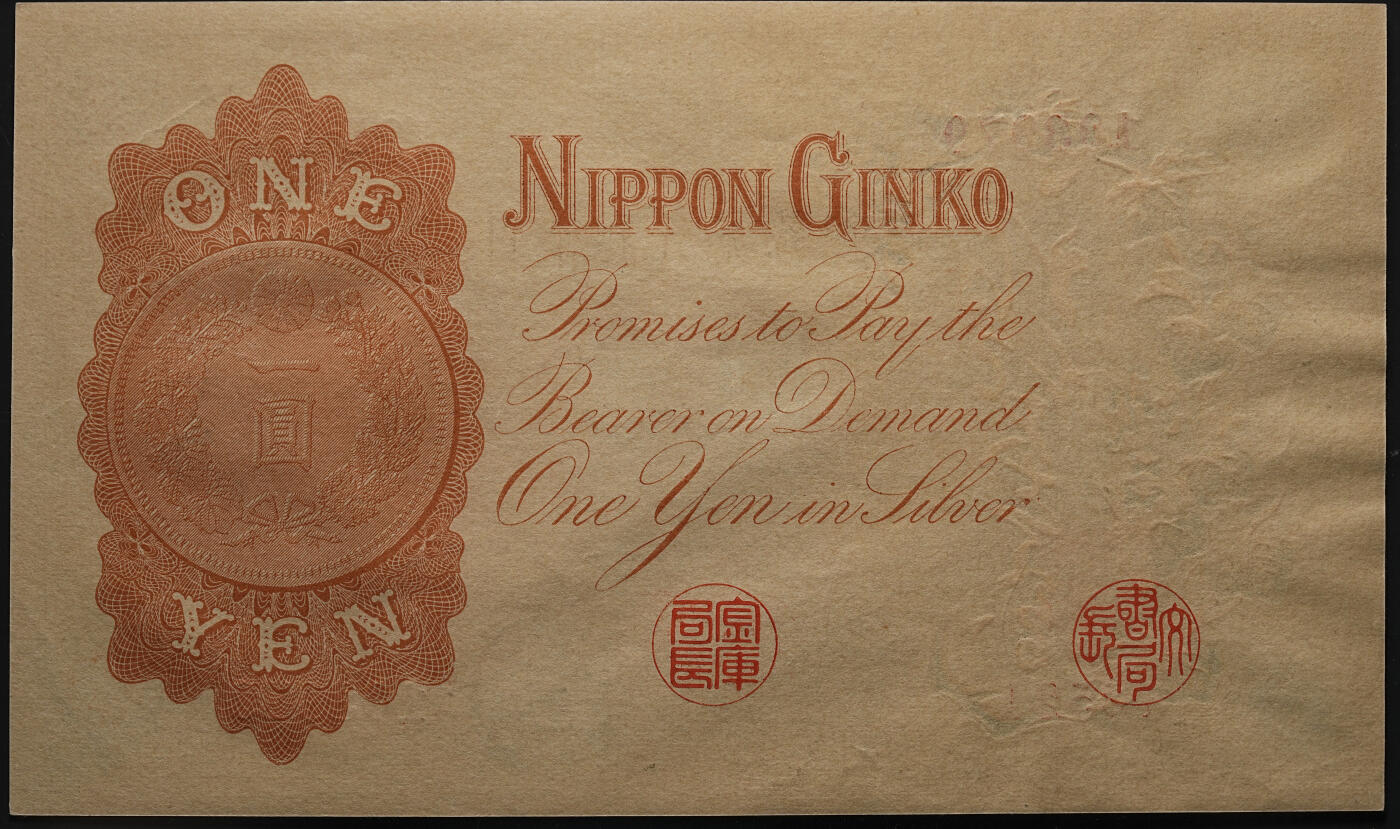 ONE
一
圓
YEN
NIPPON GINKO
Promises to Pay the
Bearer on Demand
One Yen in Silver
金庫
局長
文書局長